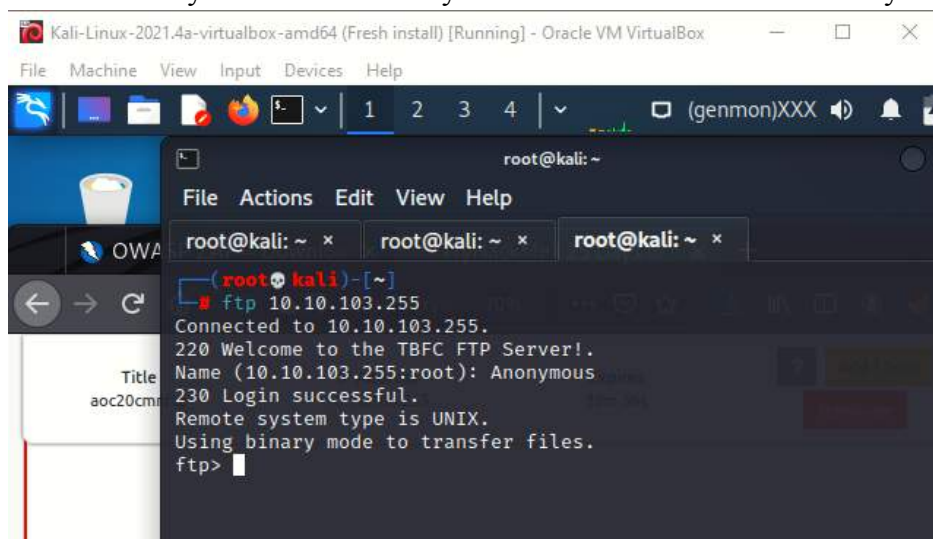 Kali-Linux-2021.4a-virtualbox-amd64 (Fresh install) [Running] - Oracle VM VirtualBox
File Machine View Input Devices Help
1 2 3 4 (genmon)XXX
root@kali: ~
File Actions Edit View Help
OWA
root@kali: ~ × root@kali: ~ × root@kali: ~ ×
(root💀kali)-[~]
# ftp 10.10.103.255
Connected to 10.10.103.255.
220 Welcome to the TBFC FTP Server!.
Title
Name (10.10.103.255:root): Anonymous
aoc20cm
230 Login successful.
Remote system type is UNIX.
Using binary mode to transfer files.
ftp>